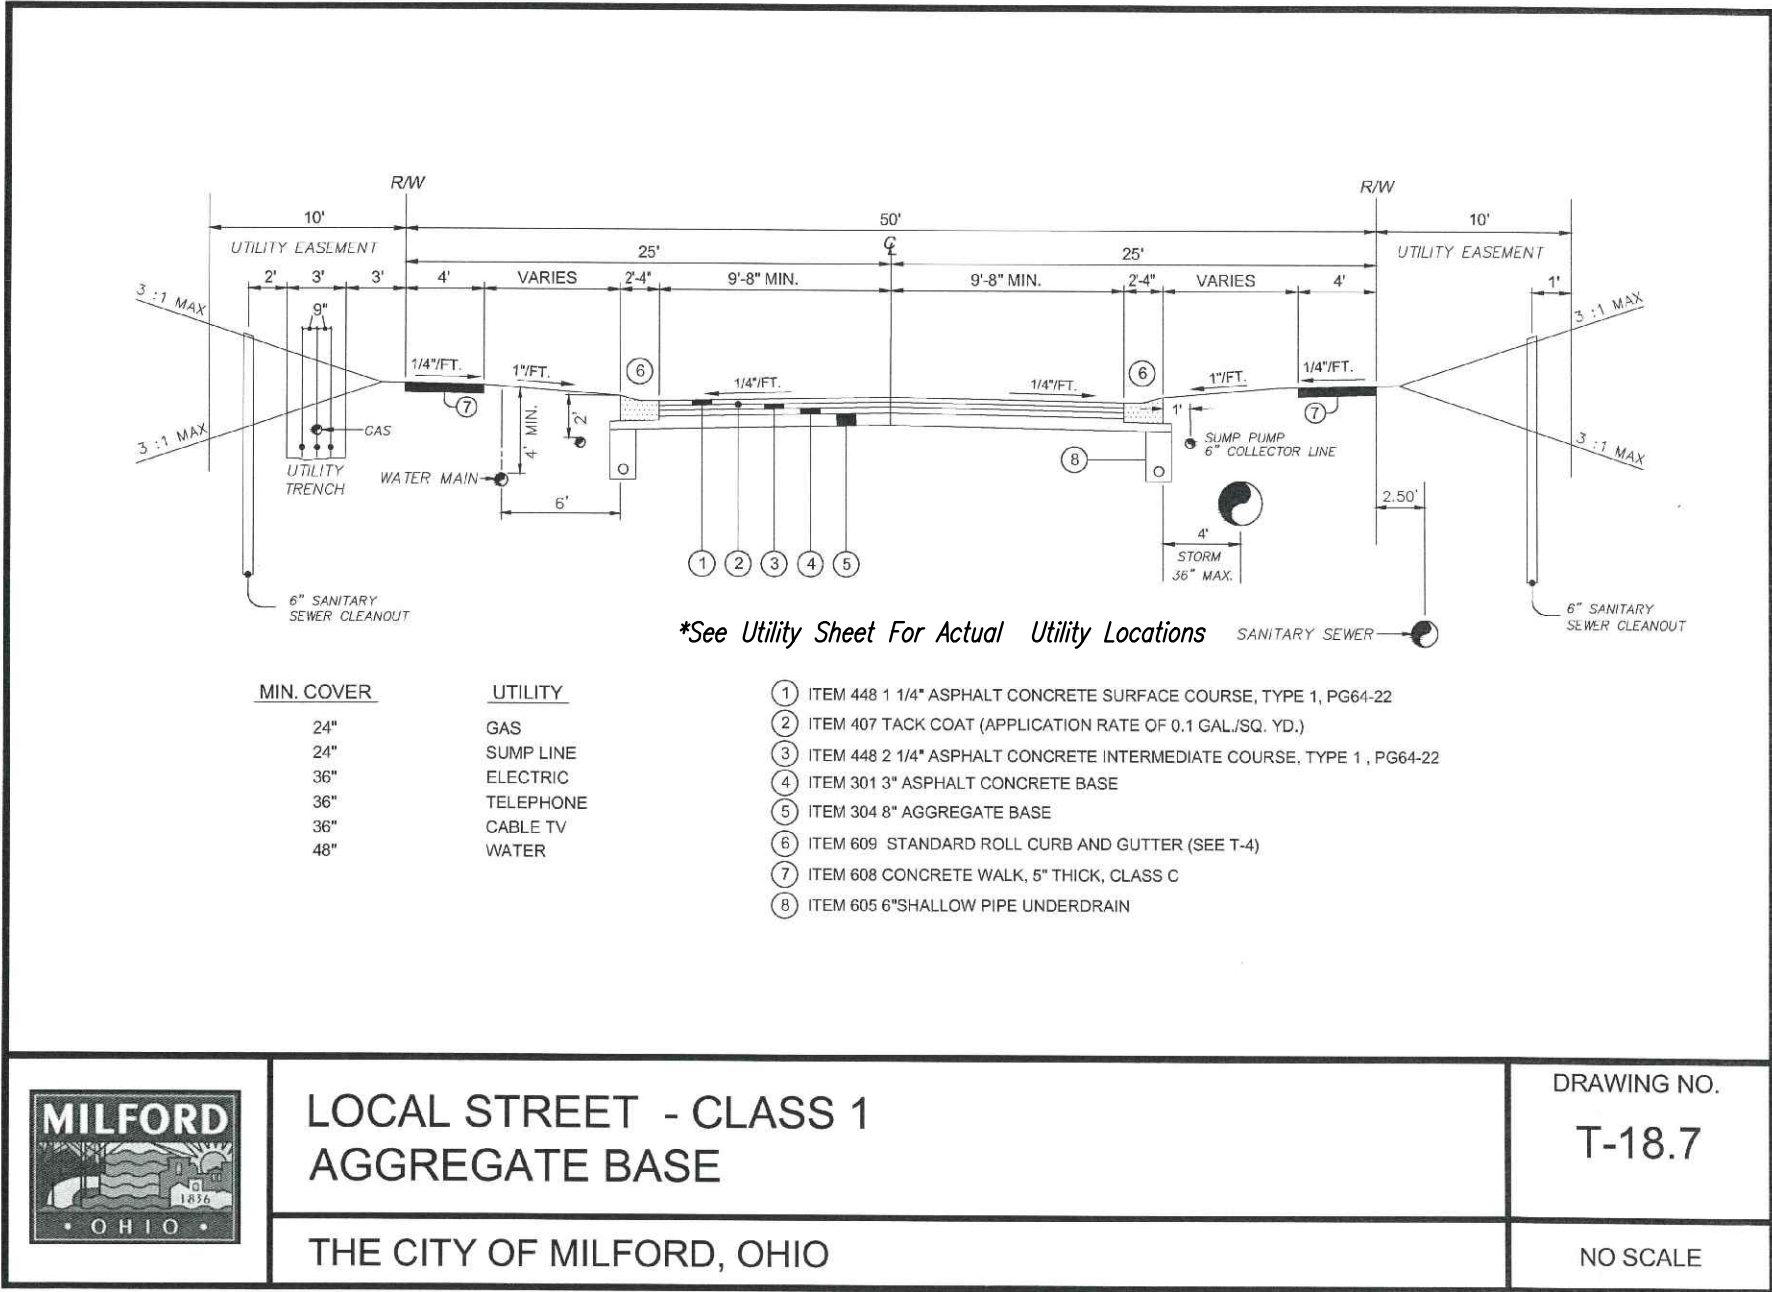 R/W
R/W
10'
50'
10'
UTILITY EASEMENT
25'
C
L
25'
UTILITY EASEMENT
2'
3'
3'
4'
VARIES
2'-4"
9'-8" MIN.
9'-8" MIN.
2'-4"
VARIES
4'
1'
3 :1 MAX
9"
3 :1 MAX
1/4"/FT.
1"/FT.
6
1/4"/FT.
1/4"/FT.
6
1"/FT.
1/4"/FT.
7
2'
4' MIN.
1'
7
3 :1 MAX
GAS
SUMP PUMP
6" COLLECTOR LINE
3 :1 MAX
UTILITY
TRENCH
WATER MAIN
8
6'
2.50'
4'
STORM
36" MAX.
1
2
3
4
5
6" SANITARY
SEWER CLEANOUT
6" SANITARY
SEWER CLEANOUT
*See Utility Sheet For Actual Utility Locations
SANITARY SEWER
MIN. COVER UTILITY
24" GAS
24" SUMP LINE
36" ELECTRIC
36" TELEPHONE
36" CABLE TV
48" WATER
1 ITEM 448 1 1/4" ASPHALT CONCRETE SURFACE COURSE, TYPE 1, PG64-22
2 ITEM 407 TACK COAT (APPLICATION RATE OF 0.1 GAL./SQ. YD.)
3 ITEM 448 2 1/4" ASPHALT CONCRETE INTERMEDIATE COURSE, TYPE 1 , PG64-22
4 ITEM 301 3" ASPHALT CONCRETE BASE
5 ITEM 304 8" AGGREGATE BASE
6 ITEM 609 STANDARD ROLL CURB AND GUTTER (SEE T-4)
7 ITEM 608 CONCRETE WALK, 5" THICK, CLASS C
8 ITEM 605 6"SHALLOW PIPE UNDERDRAIN
MILFORD
1836
• OHIO •
LOCAL STREET - CLASS 1
AGGREGATE BASE
THE CITY OF MILFORD, OHIO
DRAWING NO.
T-18.7
NO SCALE